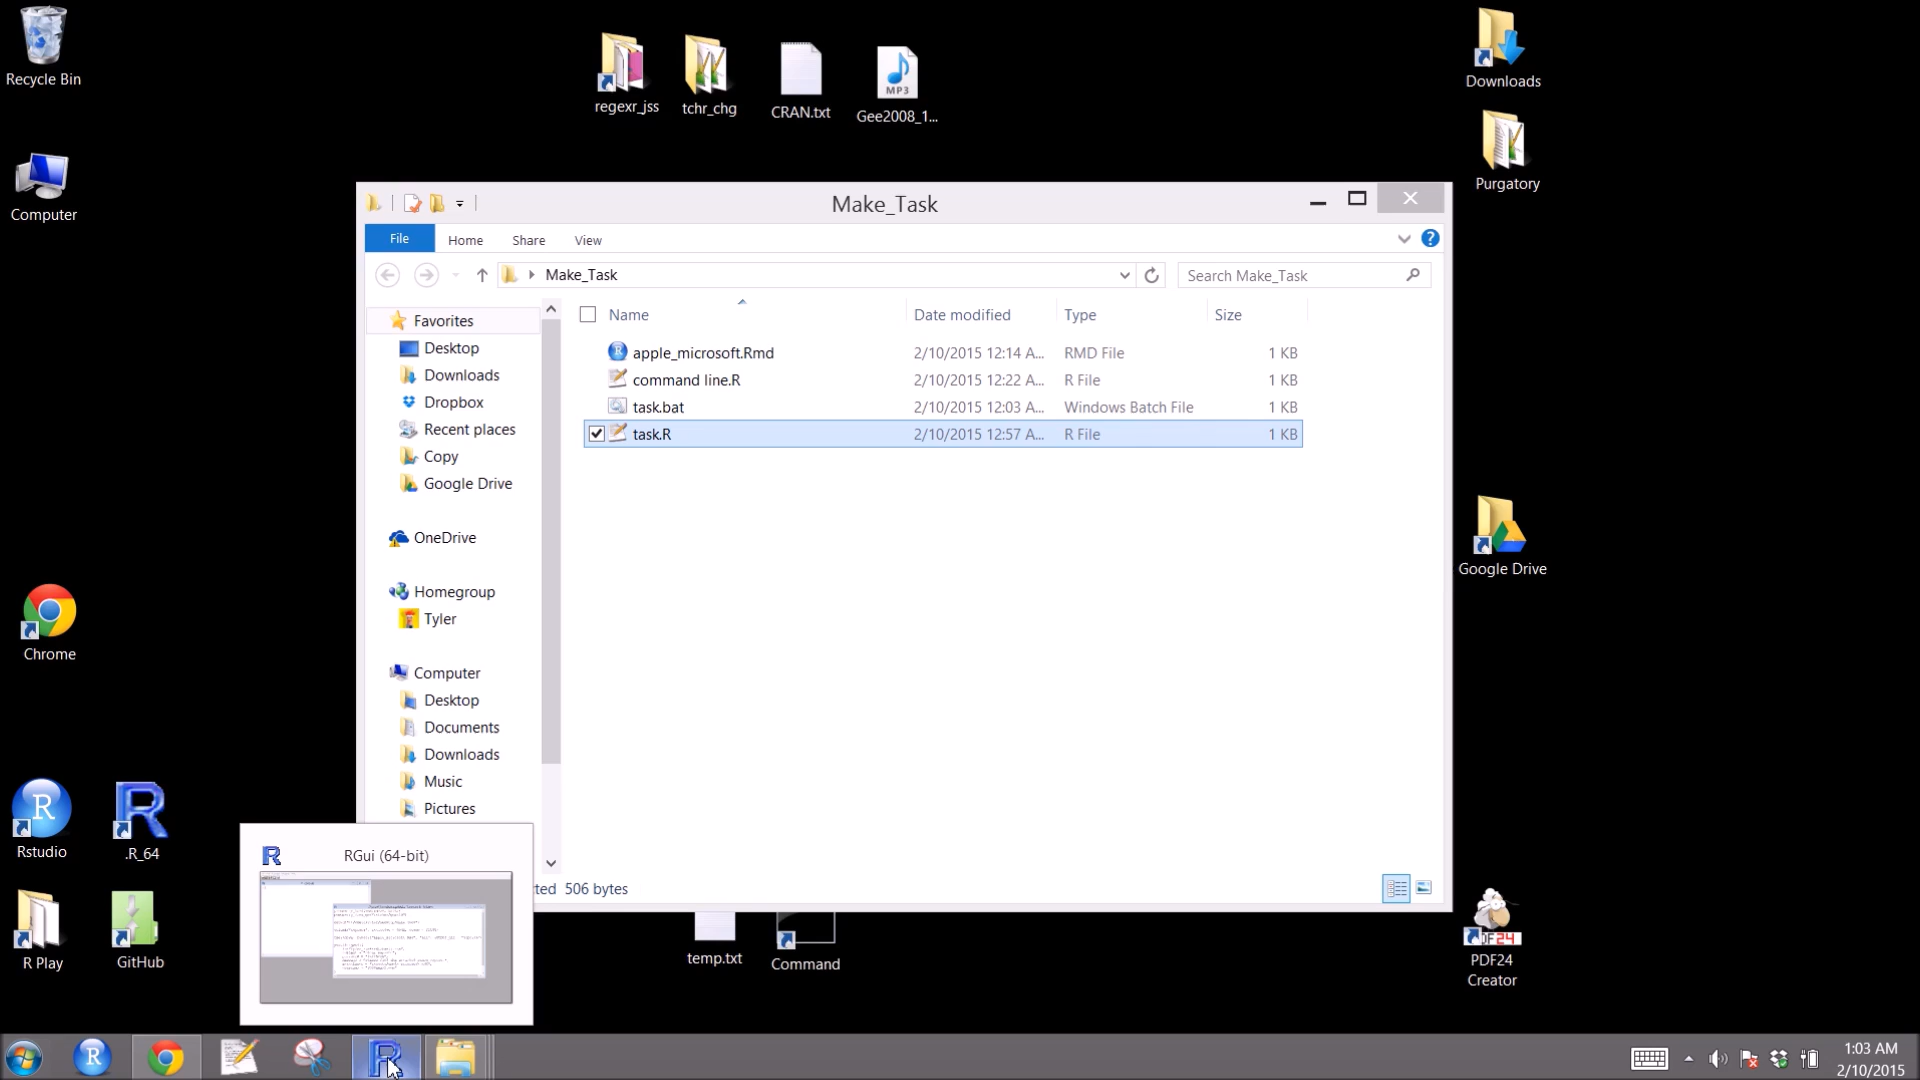 Recycle Bin
Computer
regexr_jss
tchr_chg
CRAN.txt
MP3
Gee2008_1...
Downloads
Purgatory
Make_Task
File
Home
Share
View
Make_Task
Search Make_Task
Name
Date modified
Type
Size
apple_microsoft.Rmd
2/10/2015 12:14 A...
RMD File
1 KB
command line.R
2/10/2015 12:22 A...
R File
1 KB
task.bat
2/10/2015 12:03 A...
Windows Batch File
1 KB
task.R
2/10/2015 12:57 A...
R File
1 KB
Favorites
Desktop
Downloads
Dropbox
Recent places
Copy
Google Drive
OneDrive
Homegroup
Tyler
Computer
Desktop
Documents
Downloads
Music
Pictures
ted 506 bytes
Google Drive
Chrome
Rstudio
.R_64
R Play
GitHub
RGui (64-bit)
temp.txt
Command
PDF24
Creator
1:03 AM
2/10/2015